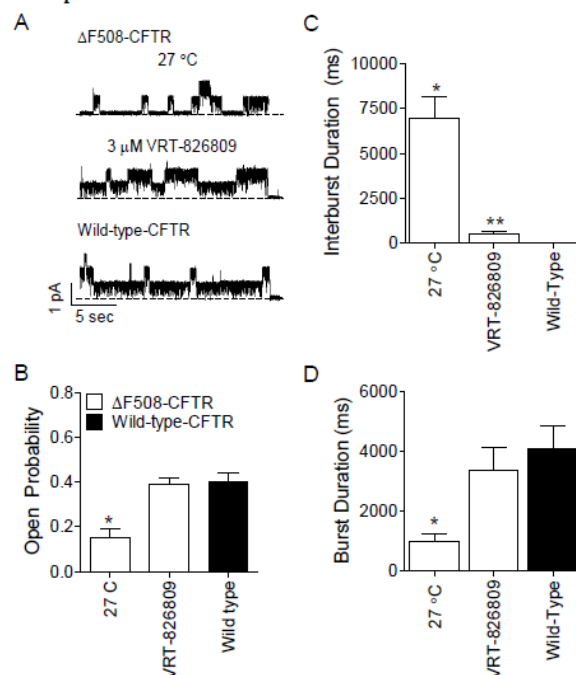 A
ΔF508-CFTR
27 °C
3 μM VRT-826809
Wild-type-CFTR
1 pA
5 sec
B
Open Probability
0.8
0.6
0.4
0.2
0.0
ΔF508-CFTR
Wild-type-CFTR
*
27 C
VRT-826809
Wild type
C
Interburst Duration (ms)
10000
7500
5000
2500
0
*
**
27 °C
VRT-826809
Wild-Type
D
Burst Duration (ms)
6000
4000
2000
0
*
27 °C
VRT-826809
Wild-Type